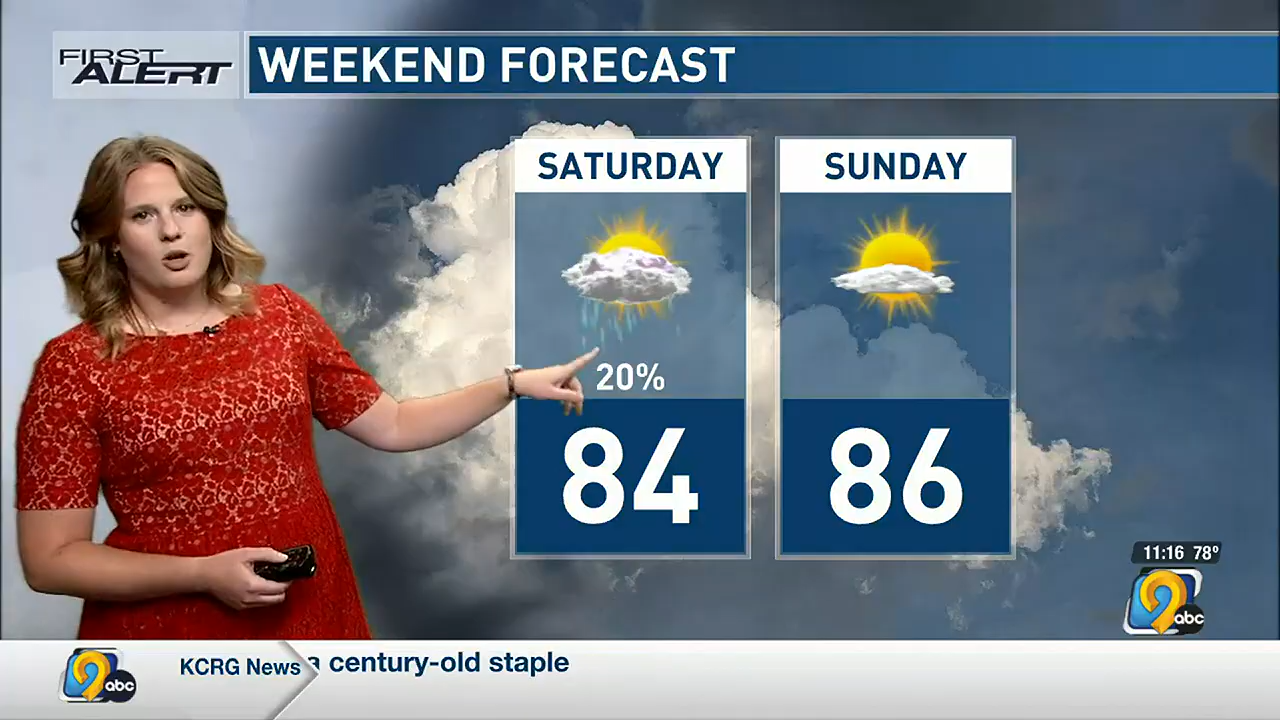 FIRST
ALERT
WEEKEND FORECAST
SATURDAY
SUNDAY
20%
84
86
11:16 78º
9
abc
9
abc
KCRG News
a century-old staple